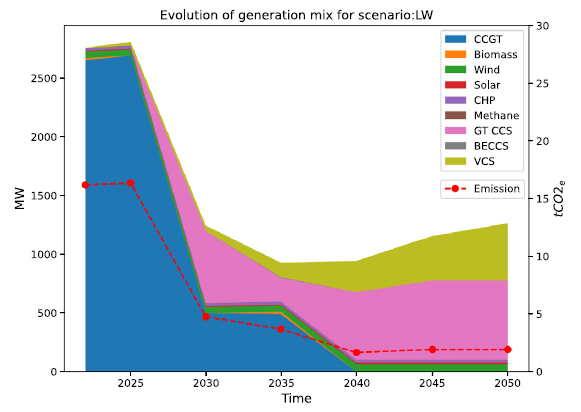 Evolution of generation mix for scenario:LW
CCGT
Biomass
Wind
Solar
CHP
Methane
GT CCS
BECCS
VCS
Emission
MW
2500
2000
1500
1000
500
0
30
25
20
15
10
5
0
tCO2e
2025 2030 2035 2040 2045 2050
Time